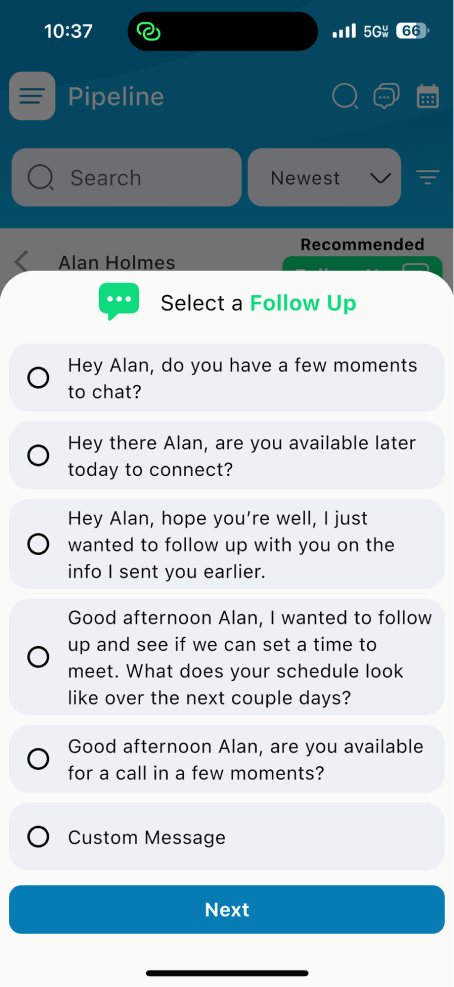 10:37
5GUW
66
Pipeline
Search
Newest
Recommended
Alan Holmes
Select a Follow Up
Hey Alan, do you have a few moments
to chat?
Hey there Alan, are you available later
today to connect?
Hey Alan, hope you’re well, I just
wanted to follow up with you on the
info I sent you earlier.
Good afternoon Alan, I wanted to follow
up and see if we can set a time to
meet. What does your schedule look
like over the next couple days?
Good afternoon Alan, are you available
for a call in a few moments?
Custom Message
Next